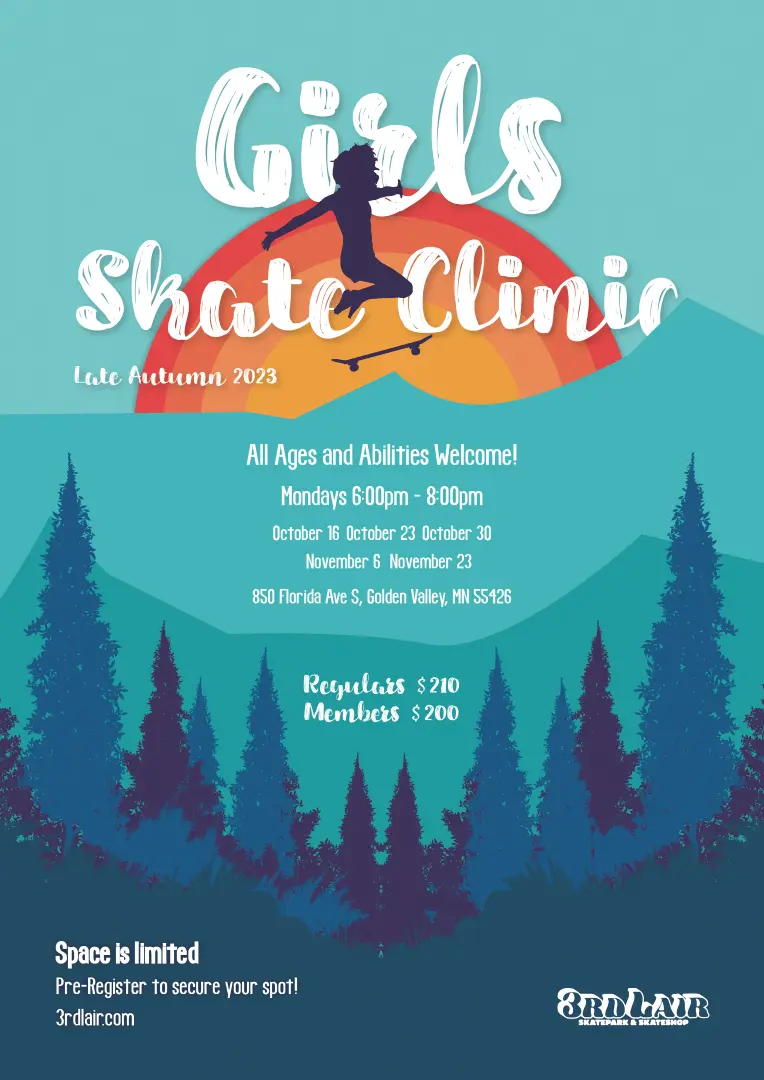 Girls
Skate Clinic
Late Autumn 2023
All Ages and Abilities Welcome!
Mondays 6:00pm - 8:00pm
October 16 October 23 October 30
November 6 November 23
850 Florida Ave S, Golden Valley, MN 55426
Regulars $210
Members $200
Space is limited
Pre-Register to secure your spot!
3rdlair.com
3RD LAIR
SKATEPARK & SKATESHOP